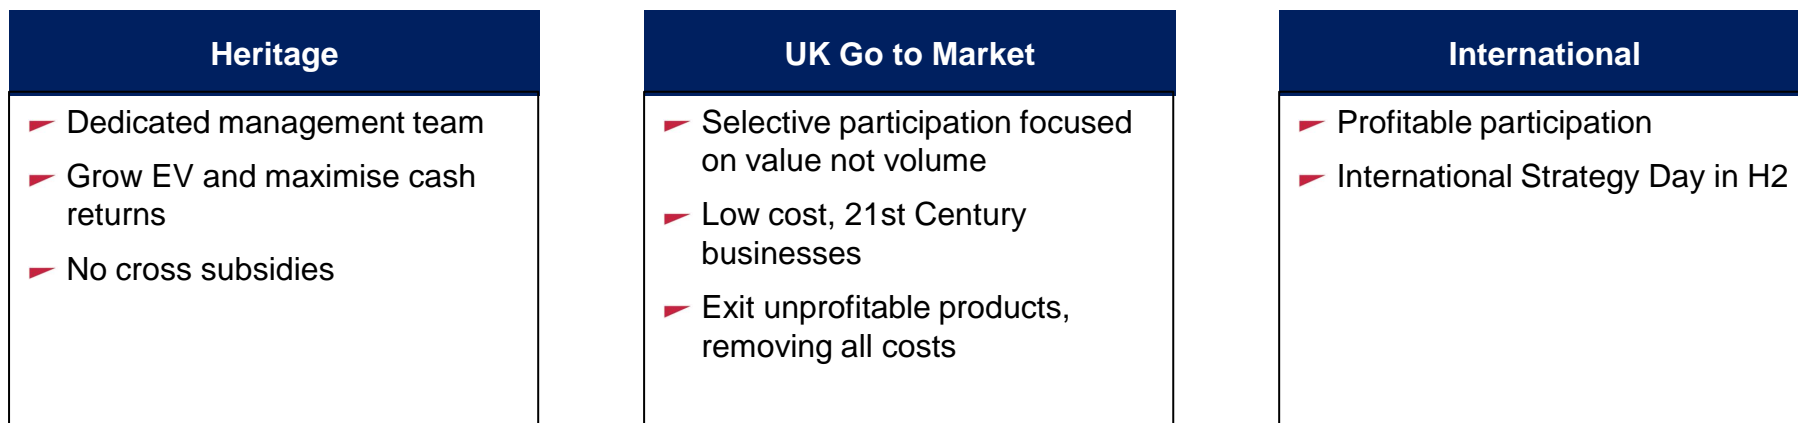 Heritage
Dedicated management team
Grow EV and maximise cash
returns
No cross subsidies
UK Go to Market
Selective participation focused
on value not volume
Low cost, 21st Century
businesses
Exit unprofitable products,
removing all costs
International
Profitable participation
International Strategy Day in H2